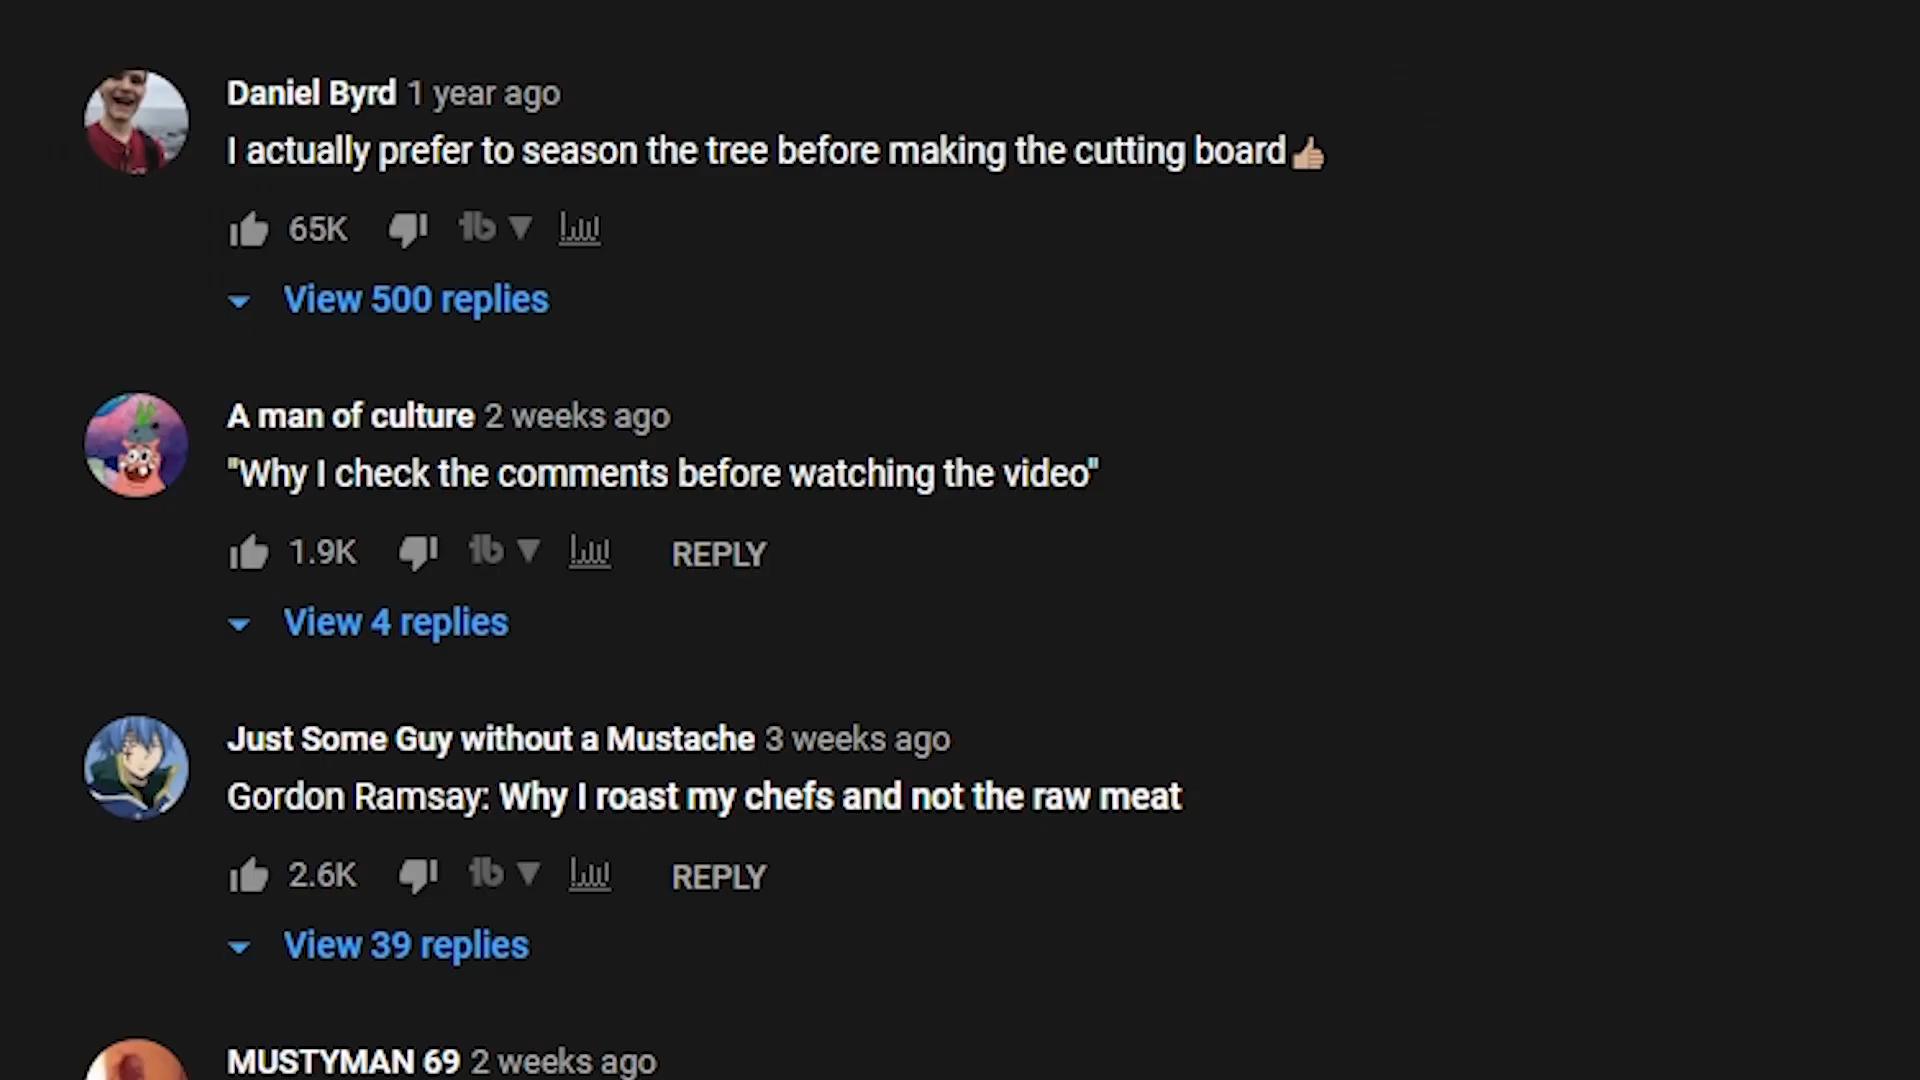 Daniel Byrd 1 year ago
I actually prefer to season the tree before making the cutting board👍🏼
65K
View 500 replies
A man of culture 2 weeks ago
"Why I check the comments before watching the video"
1.9K REPLY
View 4 replies
Just Some Guy without a Mustache 3 weeks ago
Gordon Ramsay: Why I roast my chefs and not the raw meat
2.6K REPLY
View 39 replies
MUSTYMAN 69 2 weeks ago